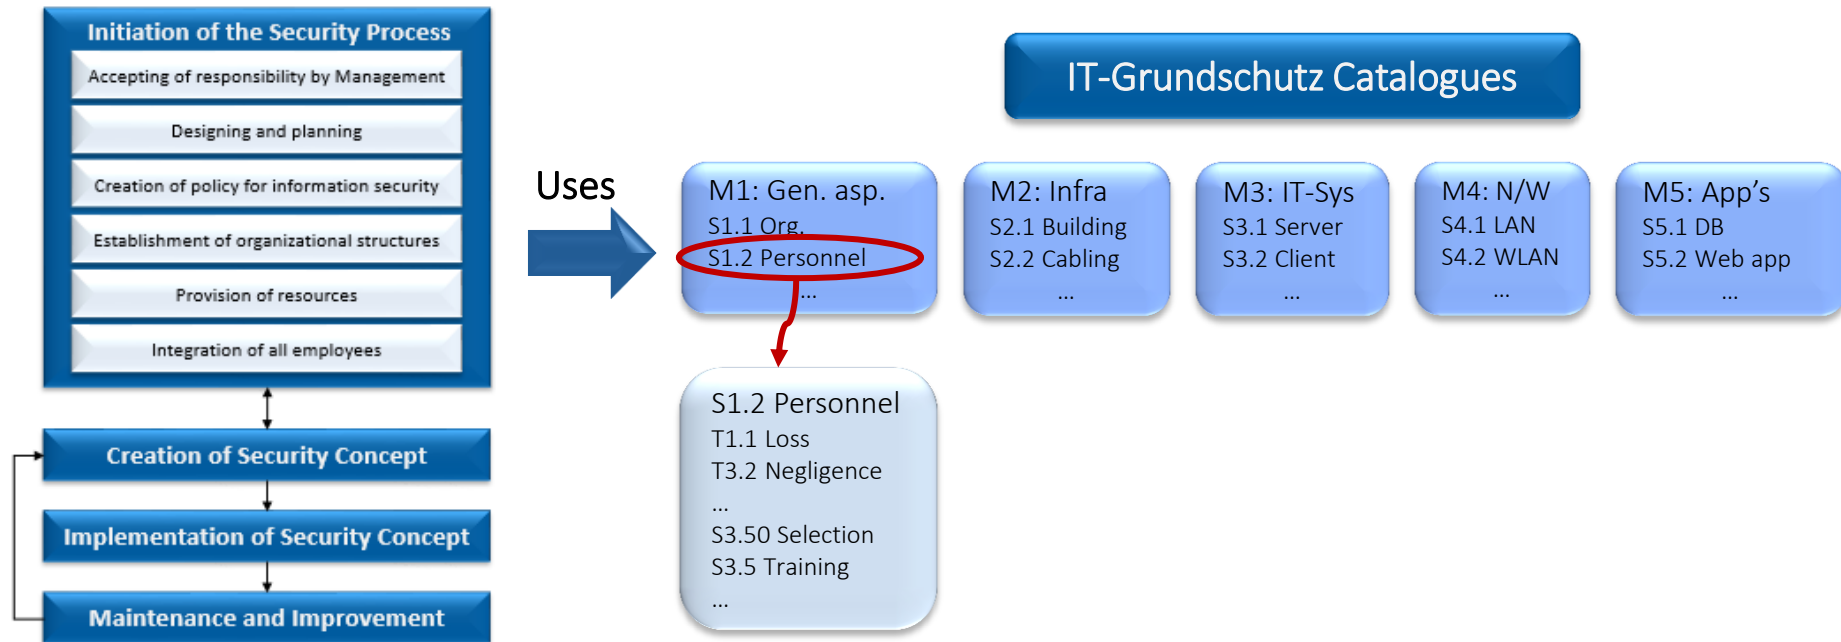 Initiation of the Security Process
Accepting of responsibility by Management
Designing and planning
Creation of policy for information security
Establishment of organizational structures
Provision of resources
Integration of all employees
Creation of Security Concept
Implementation of Security Concept
Maintenance and Improvement
Uses
IT-Grundschutz Catalogues
M1: Gen. asp.
S1.1 Org.
S1.2 Personnel
...
M2: Infra
S2.1 Building
S2.2 Cabling
...
M3: IT-Sys
S3.1 Server
S3.2 Client
...
M4: N/W
S4.1 LAN
S4.2 WLAN
...
M5: App's
S5.1 DB
S5.2 Web app
...
S1.2 Personnel
T1.1 Loss
T3.2 Negligence
...
S3.50 Selection
S3.5 Training
...